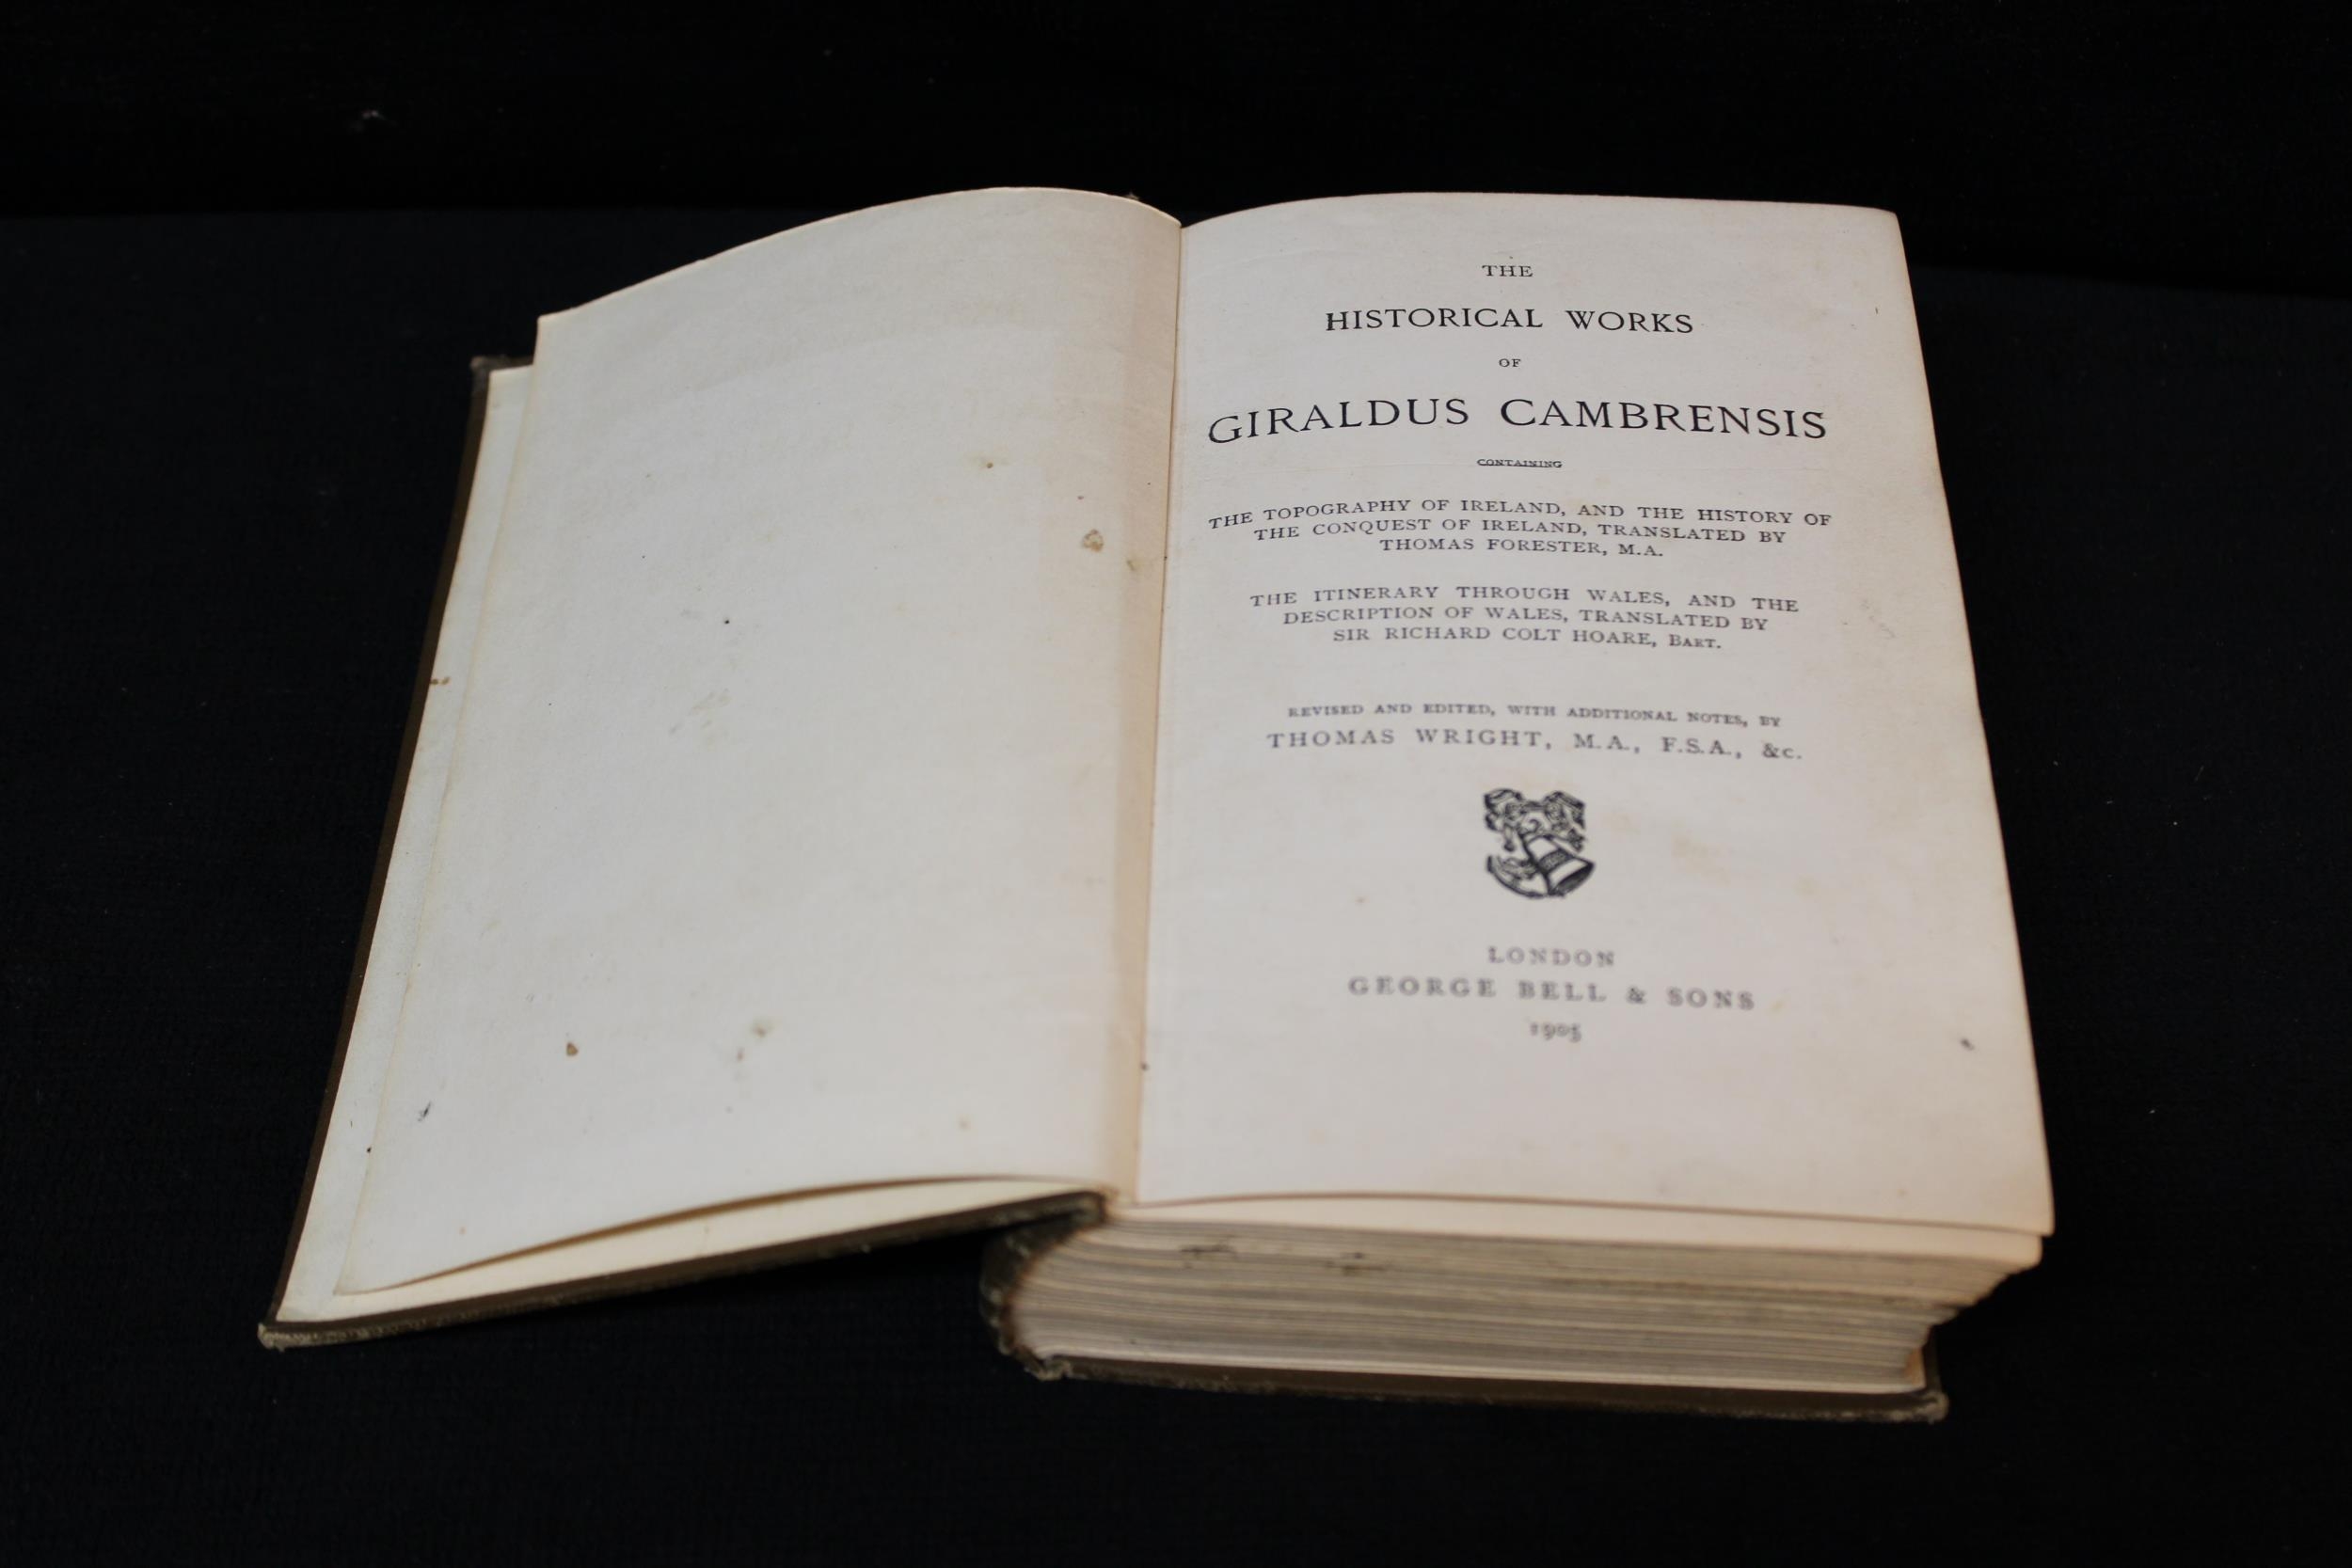 THE
HISTORICAL WORKS
OF
GIRALDUS CAMBRENSIS
CONTAINING
THE TOPOGRAPHY OF IRELAND, AND THE HISTORY OF
THE CONQUEST OF IRELAND, TRANSLATED BY
THOMAS FORESTER, M.A.
THE ITINERARY THROUGH WALES, AND THE
DESCRIPTION OF WALES, TRANSLATED BY
SIR RICHARD COLT HOARE, BART.
REVISED AND EDITED, WITH ADDITIONAL NOTES, BY
THOMAS WRIGHT, M.A., F.S.A., &c.
LONDON
GEORGE BELL & SONS
1905